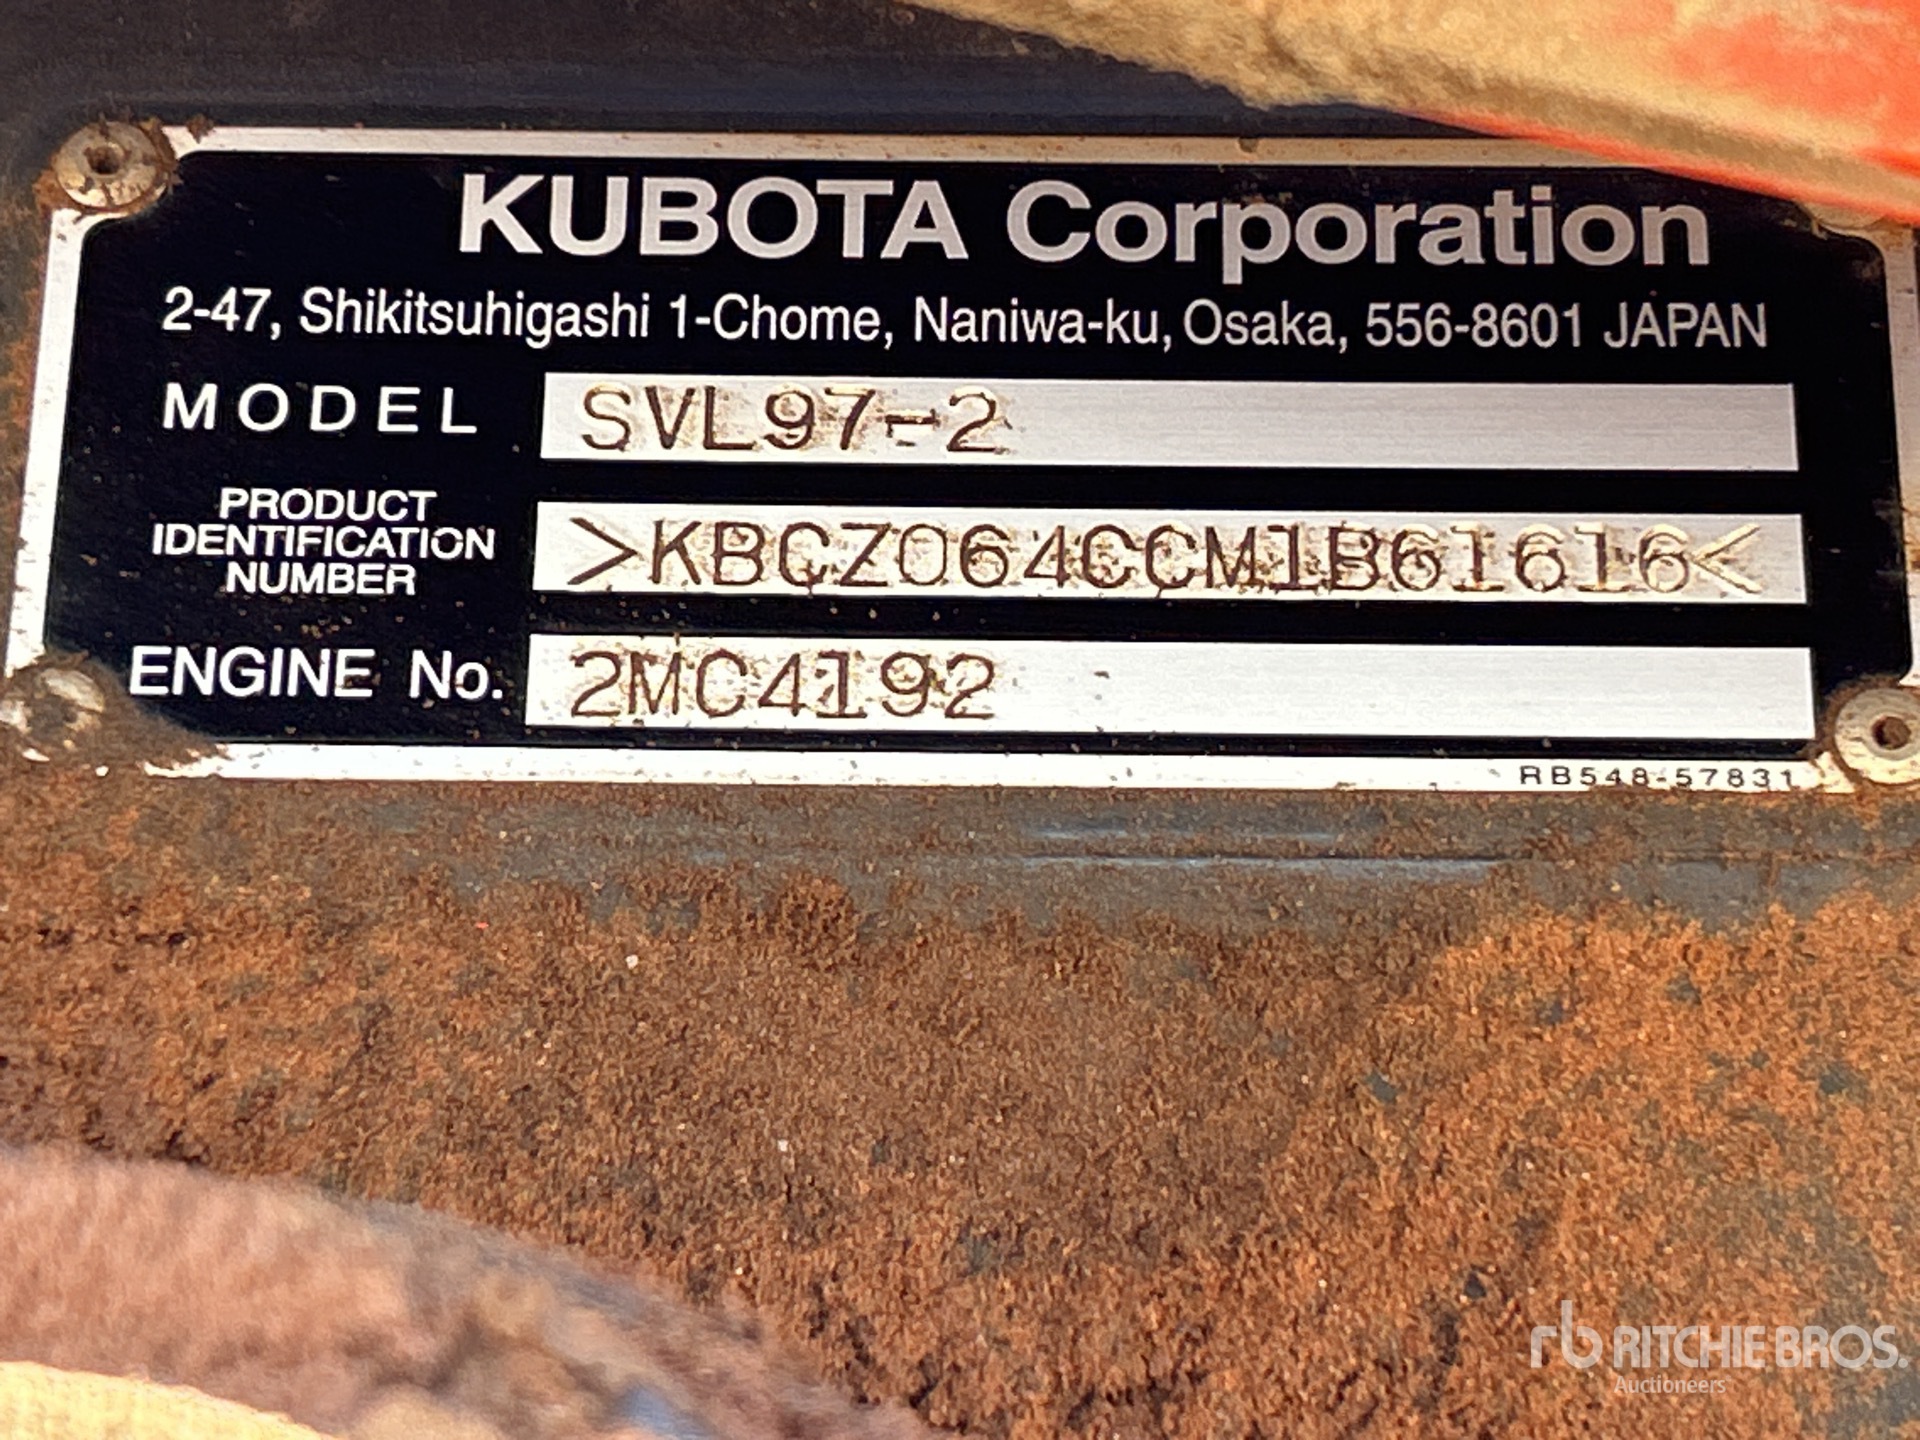 KUBOTA Corporation
2-47, Shikitsuhigashi 1-Chome, Naniwa-ku, Osaka, 556-8601 JAPAN
MODEL SVL97-2
PRODUCT
IDENTIFICATION
NUMBER
>KBCZ064CCM1B61616<
ENGINE No. 2MC4192
RB548-57831
rb RITCHIE BROS.
Auctioneers